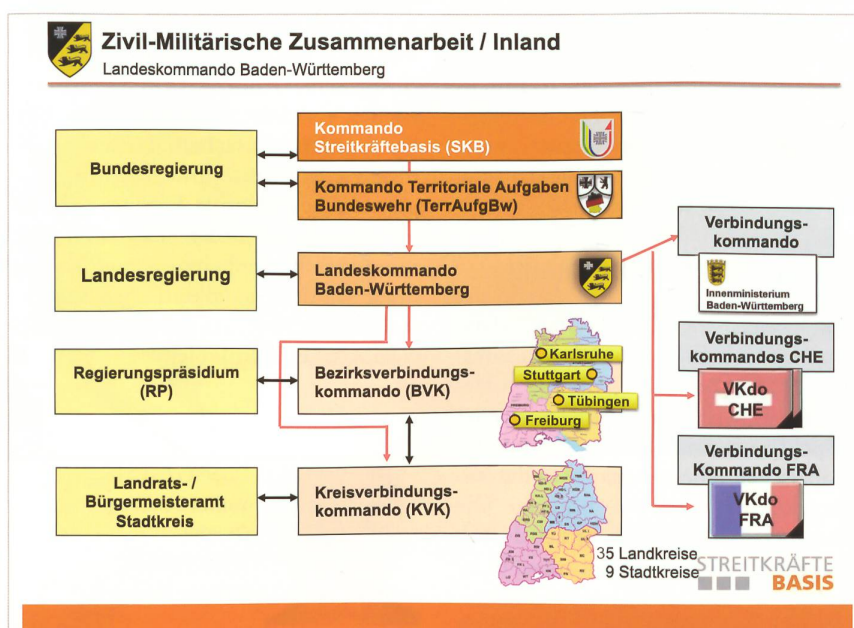 Zivil-Militärische Zusammenarbeit / Inland
Landeskommando Baden-Württemberg
Kommando
Streitkräftebasis (SKB)
Bundesregierung
Kommando Territoriale Aufgaben
Bundeswehr (TerrAufgBw)
Verbindungs-
kommando
Landesregierung
Landeskommando
Baden-Württemberg
Innenministerium
Baden-Württemberg
Regierungspräsidium
(RP)
Bezirksverbindungs-
kommando (BVK)
Karlsruhe
Stuttgart
Tübingen
Freiburg
Verbindungs-
kommandos CHE
VKdo
CHE
Landrats- /
Bürgermeisteramt
Stadtkreis
Kreisverbindungs-
kommando (KVK)
Verbindungs-
Kommando FRA
VKdo
FRA
35 Landkreise
9 Stadtkreise
STREITKRÄFTE
BASIS